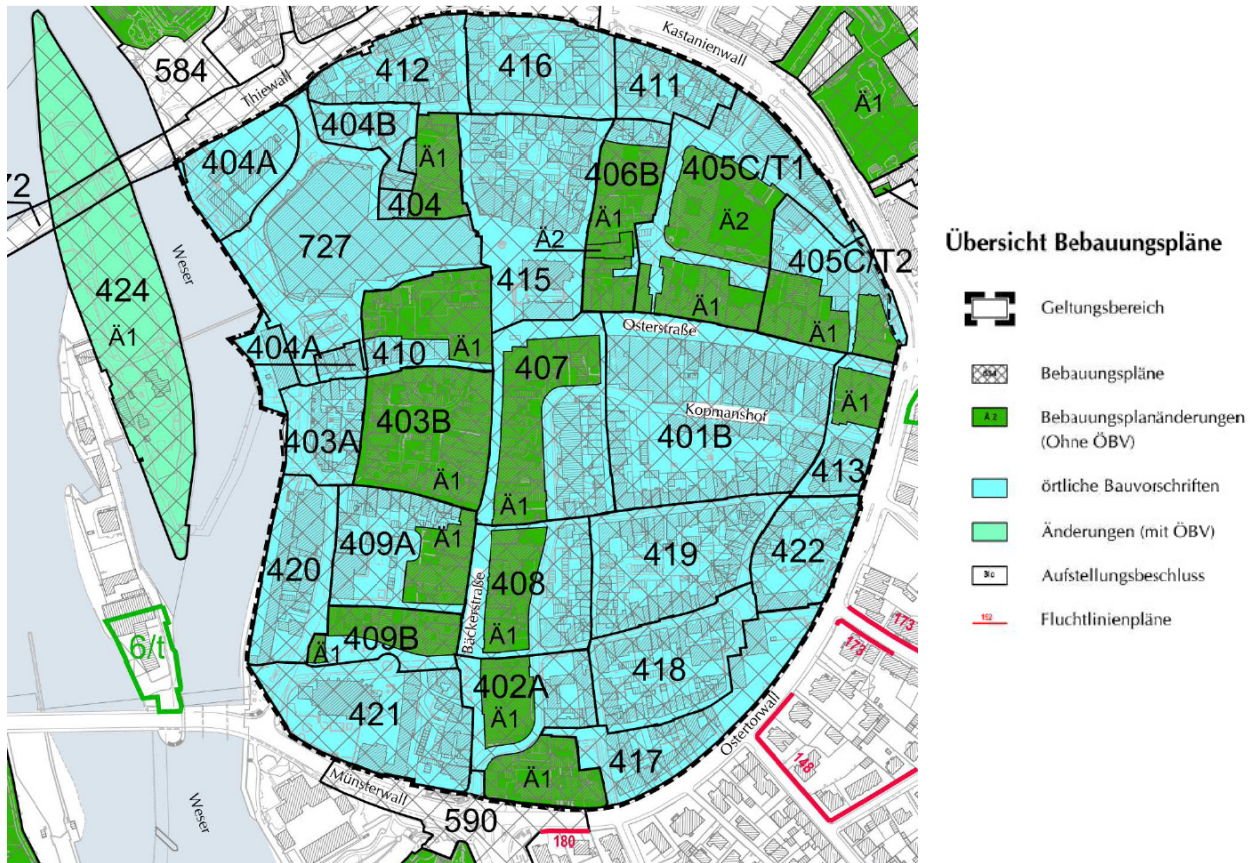 584
Thiewall
412
416
Kastanienwall
411
Ä1
404B
404A
Ä1
404
406B
405C/T1
72
Weser
Ä1
Ä2
727
Ä2
424
415
405C/T2
Ä1
Ä1
Ä1
Osterstraße
404A
410
Ä1
407
Ä1
Kopmanshof
403B
401B
403A
413
Ä1
Ä1
409A
Ä1
419
422
420
408
Bäckerstraße
6/t
409B
Ä1
Ä1
418
173
173
402A
421
Ä1
Ostertorwall
417
148
Münsterwall
Ä1
Weser
590
180
Übersicht Bebauungspläne
Geltungsbereich
Bebauungspläne
Ä 2
Bebauungsplanänderungen
(Ohne ÖBV)
örtliche Bauvorschriften
Änderungen (mit ÖBV)
Aufstellungsbeschluss
152
Fluchtlinienpläne